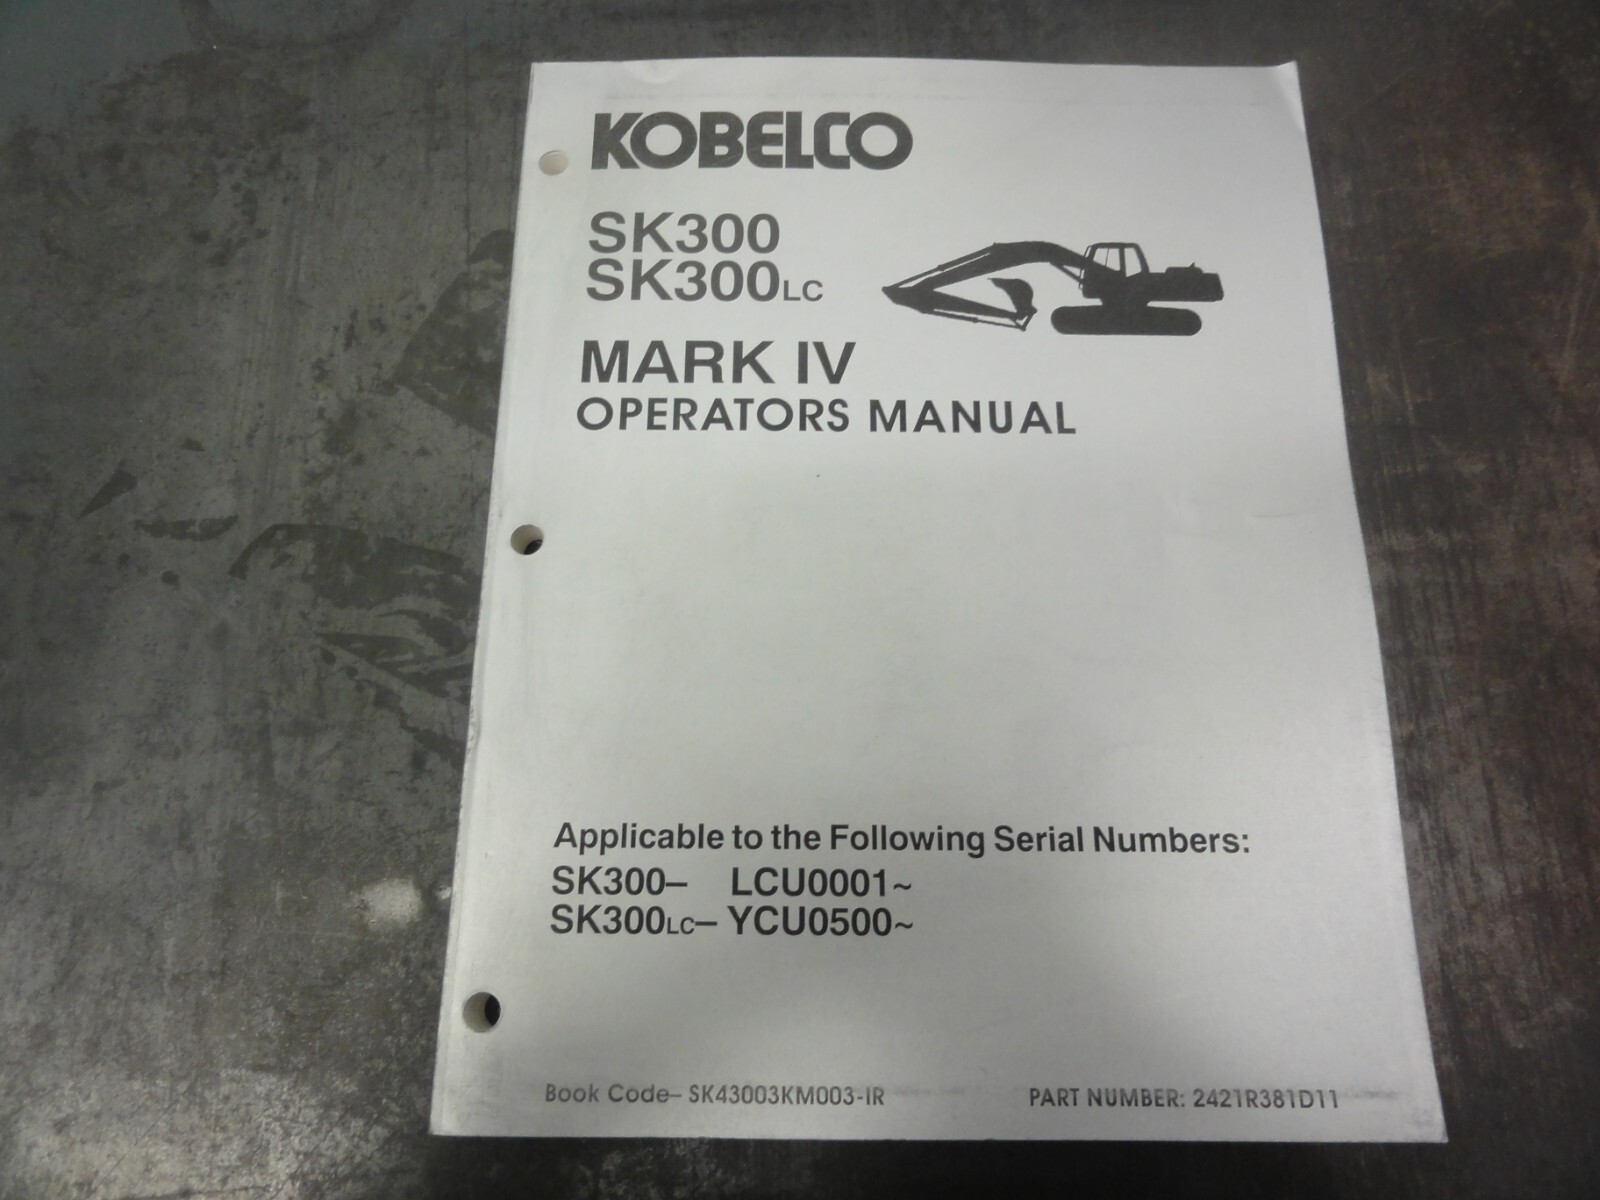 KOBELCO
SK300
SK300LC
MARK IV
OPERATORS MANUAL
Applicable to the Following Serial Numbers:
SK300– LCU0001~
SK300LC– YCU0500~
Book Code– SK43003KM003-IR
PART NUMBER: 2421R381D11